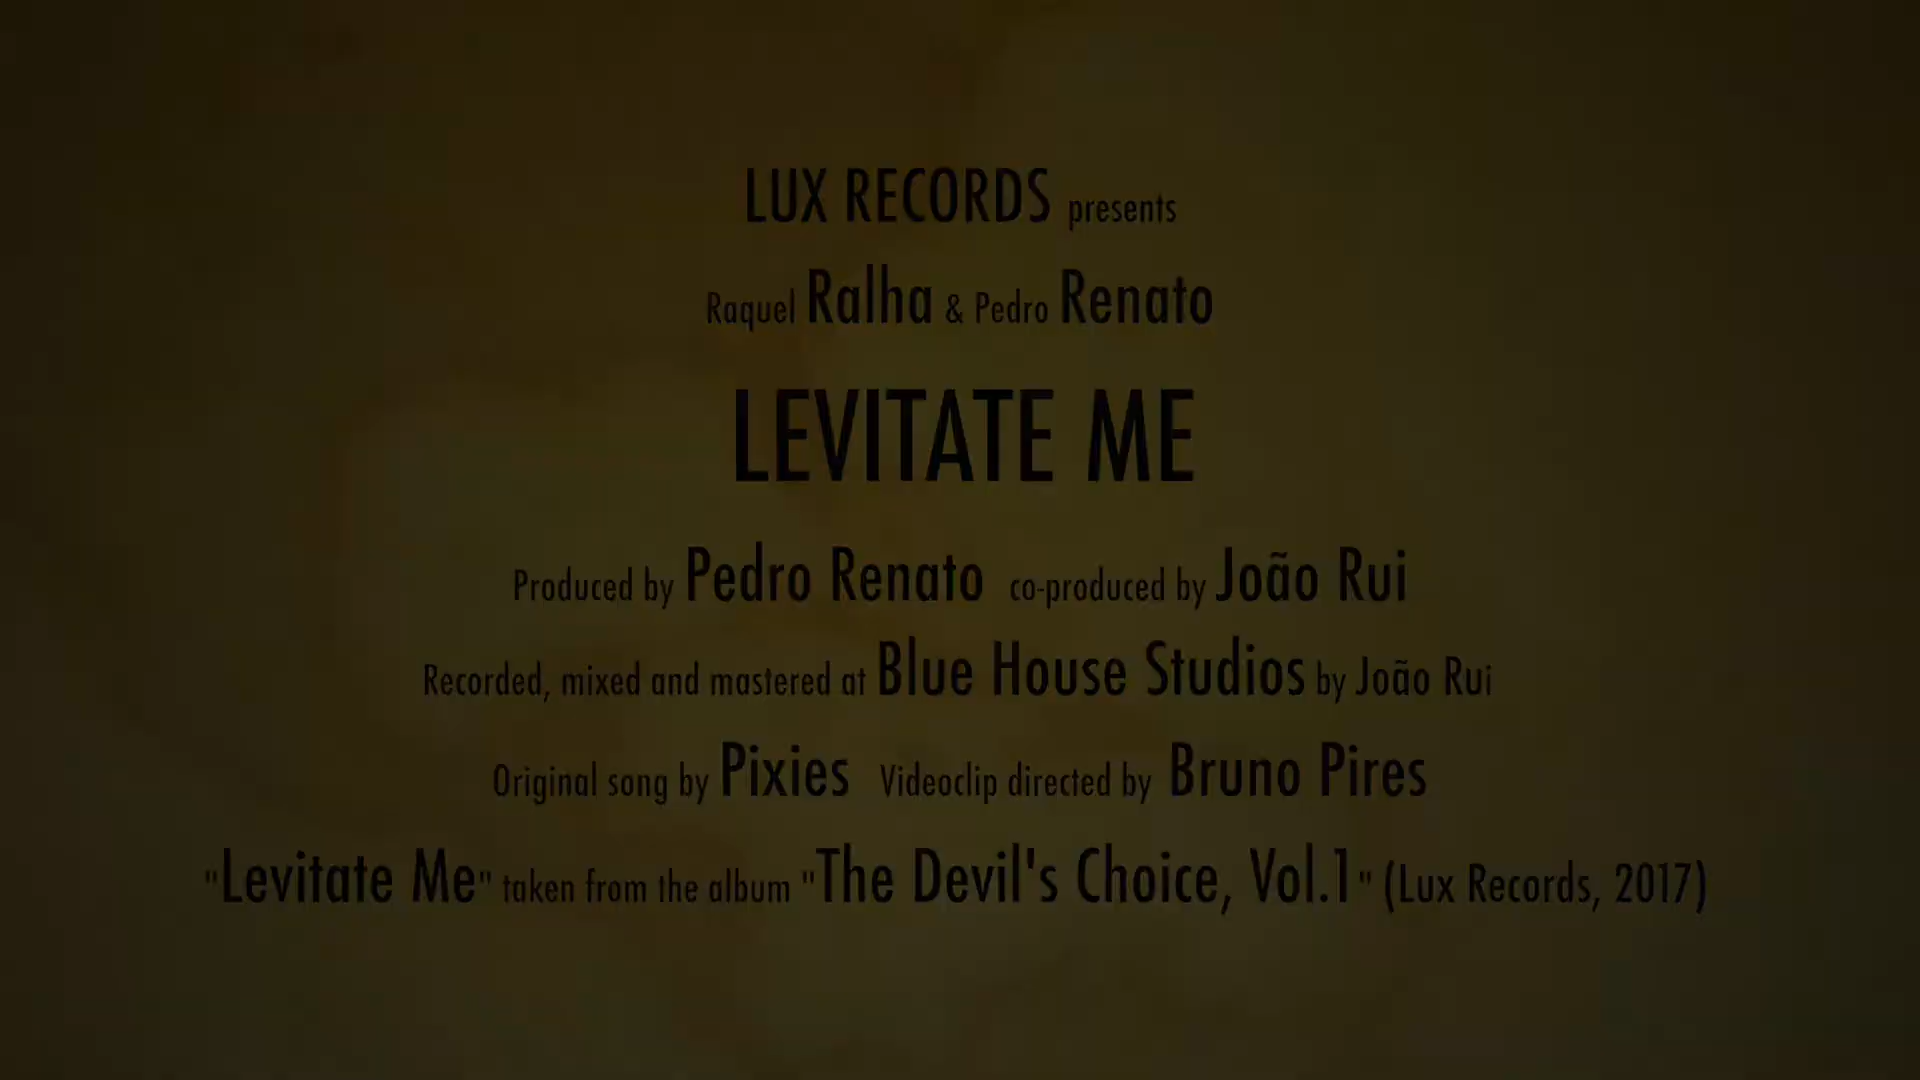 LUX RECORDS presents
Raquel Ralha & Pedro Renato
LEVITATE ME
Produced by Pedro Renato co-produced by João Rui
Recorded, mixed and mastered at Blue House Studios by João Rui
Original song by Pixies Videoclip directed by Bruno Pires
"Levitate Me" taken from the album "The Devil's Choice, Vol.1" (Lux Records, 2017)